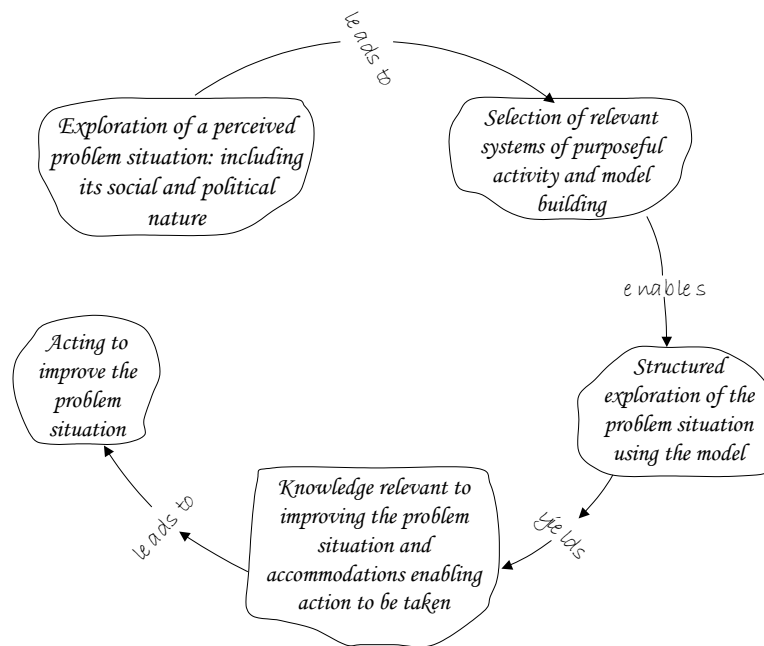 leads to
Exploration of a perceived
problem situation: including
its social and political
nature
Selection of relevant
systems of purposeful
activity and model
building
enables
Structured
exploration of the
problem situation
using the model
yields
Knowledge relevant to
improving the problem
situation and
accommodations enabling
action to be taken
leads to
Acting to
improve the
problem
situation